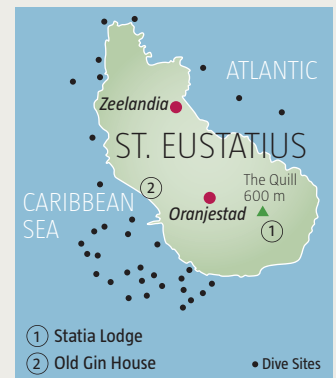 ATLANTIC
Zeelandia
ST. EUSTATIUS
The Quill
600 m
2
CARIBBEAN
SEA
Oranjestad
1
1 Statia Lodge
2 Old Gin House
Dive Sites